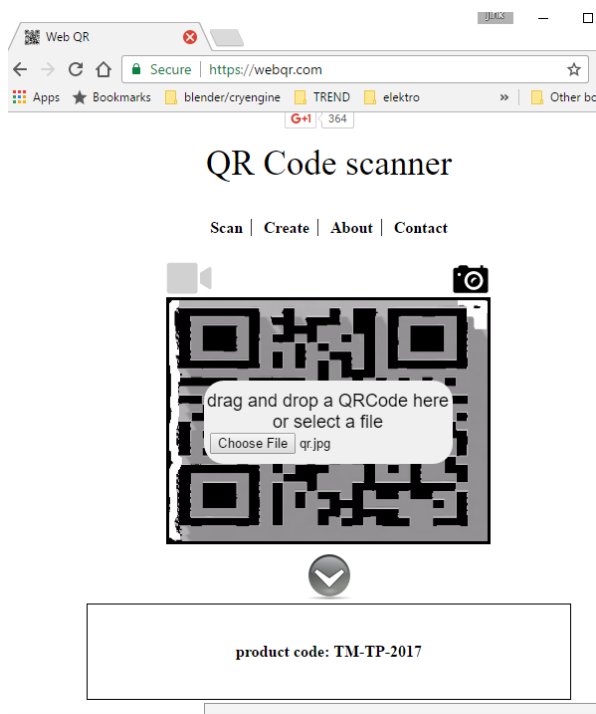 Web QR
Secure | https://webqr.com
Apps Bookmarks blender/cryengine TREND elektro » Other bo
G+1 364
QR Code scanner
Scan | Create | About | Contact
drag and drop a QRCode here
or select a file
Choose File qr.jpg
product code: TM-TP-2017